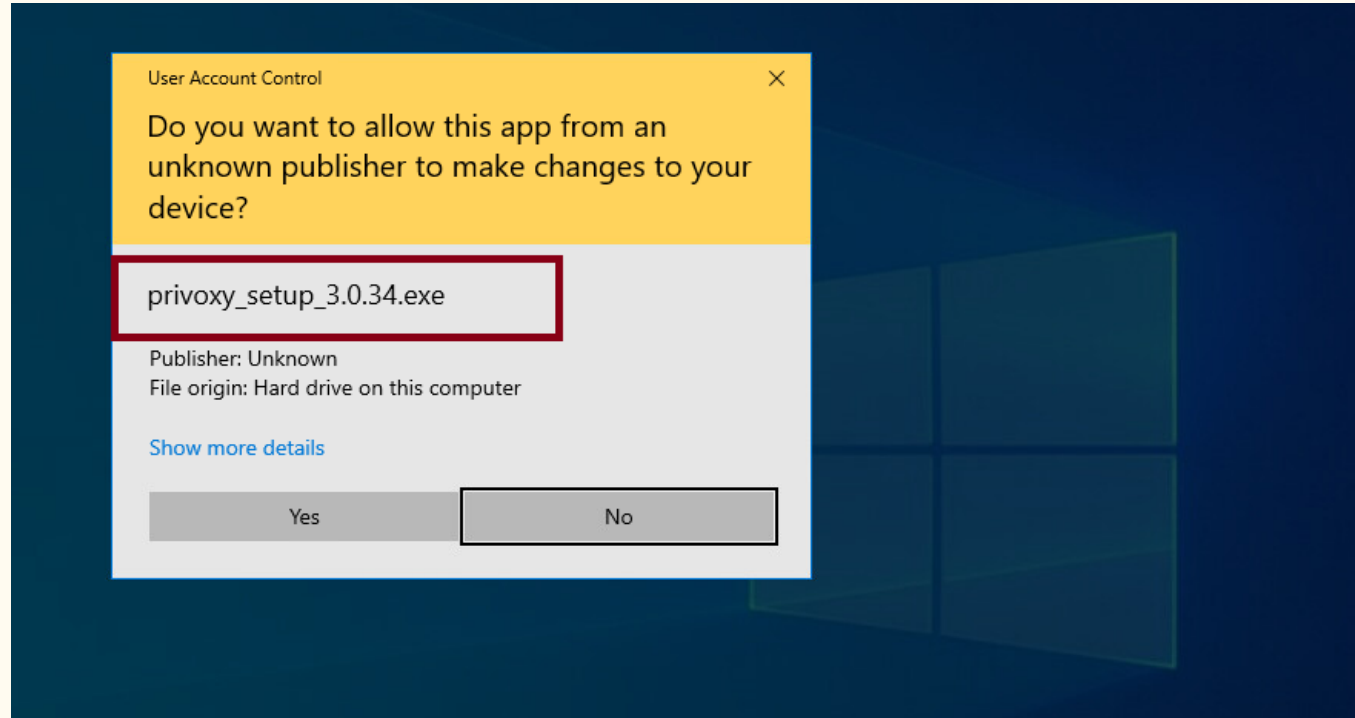 User Account Control
Do you want to allow this app from an
unknown publisher to make changes to your
device?
privoxy_setup_3.0.34.exe
Publisher: Unknown
File origin: Hard drive on this computer
Show more details
Yes
No